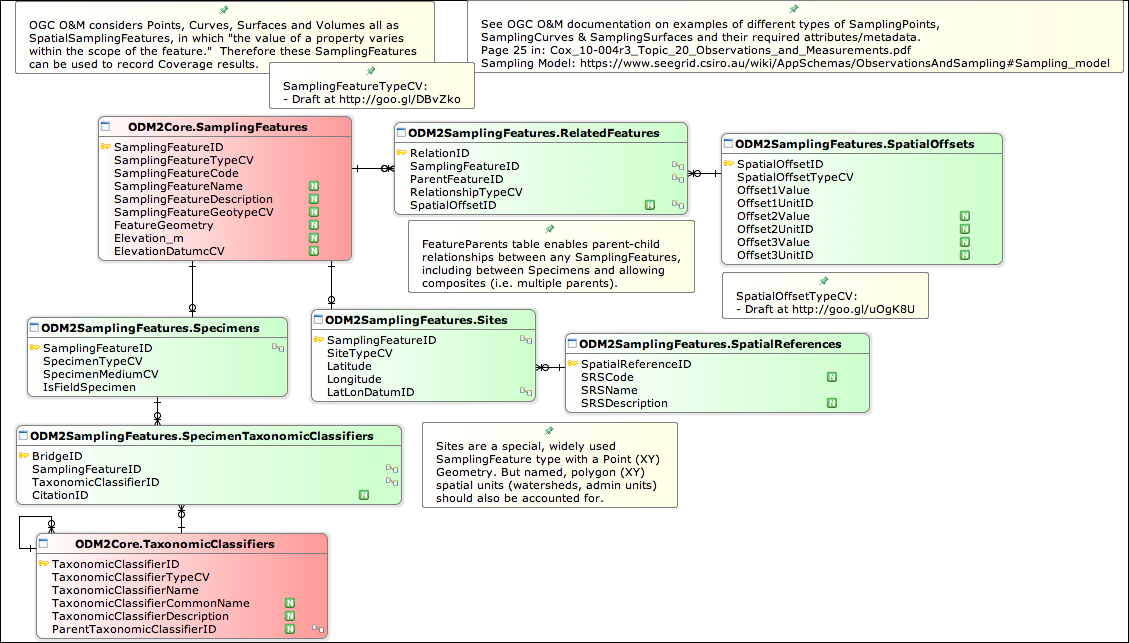 OGC O&M considers Points, Curves, Surfaces and Volumes all as
SpatialSamplingFeatures, in which "the value of a property varies
within the scope of the feature."  Therefore these SamplingFeatures
can be used to record Coverage results.
See OGC O&M documentation on examples of different types of SamplingPoints,
SamplingCurves & SamplingSurfaces and their required attributes/metadata.
Page 25 in: Cox_10-004r3_Topic_20_Observations_and_Measurements.pdf
Sampling Model: https://www.seegrid.csiro.au/wiki/AppSchemas/ObservationsAndSampling#Sampling_model
SamplingFeatureTypeCV:
- Draft at http://goo.gl/DBvZko
ODM2Core.SamplingFeatures
SamplingFeatureID
SamplingFeatureTypeCV
SamplingFeatureCode
SamplingFeatureName N
SamplingFeatureDescription N
SamplingFeatureGeotypeCV N
FeatureGeometry N
Elevation_m N
ElevationDatumcCV N
ODM2SamplingFeatures.RelatedFeatures
RelationID
SamplingFeatureID
ParentFeatureID
RelationshipTypeCV
SpatialOffsetID N
ODM2SamplingFeatures.SpatialOffsets
SpatialOffsetID
SpatialOffsetTypeCV
Offset1Value
Offset1UnitID
Offset2Value N
Offset2UnitID N
Offset3Value N
Offset3UnitID N
FeatureParents table enables parent-child
relationships between any SamplingFeatures,
including between Specimens and allowing
composites (i.e. multiple parents).
SpatialOffsetTypeCV:
- Draft at http://goo.gl/uOgK8U
ODM2SamplingFeatures.Specimens
SamplingFeatureID
SpecimenTypeCV
SpecimenMediumCV
IsFieldSpecimen
ODM2SamplingFeatures.Sites
SamplingFeatureID
SiteTypeCV
Latitude
Longitude
LatLonDatumID
ODM2SamplingFeatures.SpatialReferences
SpatialReferenceID
SRSCode N
SRSName
SRSDescription N
ODM2SamplingFeatures.SpecimenTaxonomicClassifiers
BridgeID
SamplingFeatureID
TaxonomicClassifierID
CitationID N
Sites are a special, widely used
SamplingFeature type with a Point (XY)
Geometry. But named, polygon (XY)
spatial units (watersheds, admin units)
should also be accounted for.
ODM2Core.TaxonomicClassifiers
TaxonomicClassifierID
TaxonomicClassifierTypeCV
TaxonomicClassifierName
TaxonomicClassifierCommonName N
TaxonomicClassifierDescription N
ParentTaxonomicClassifierID N